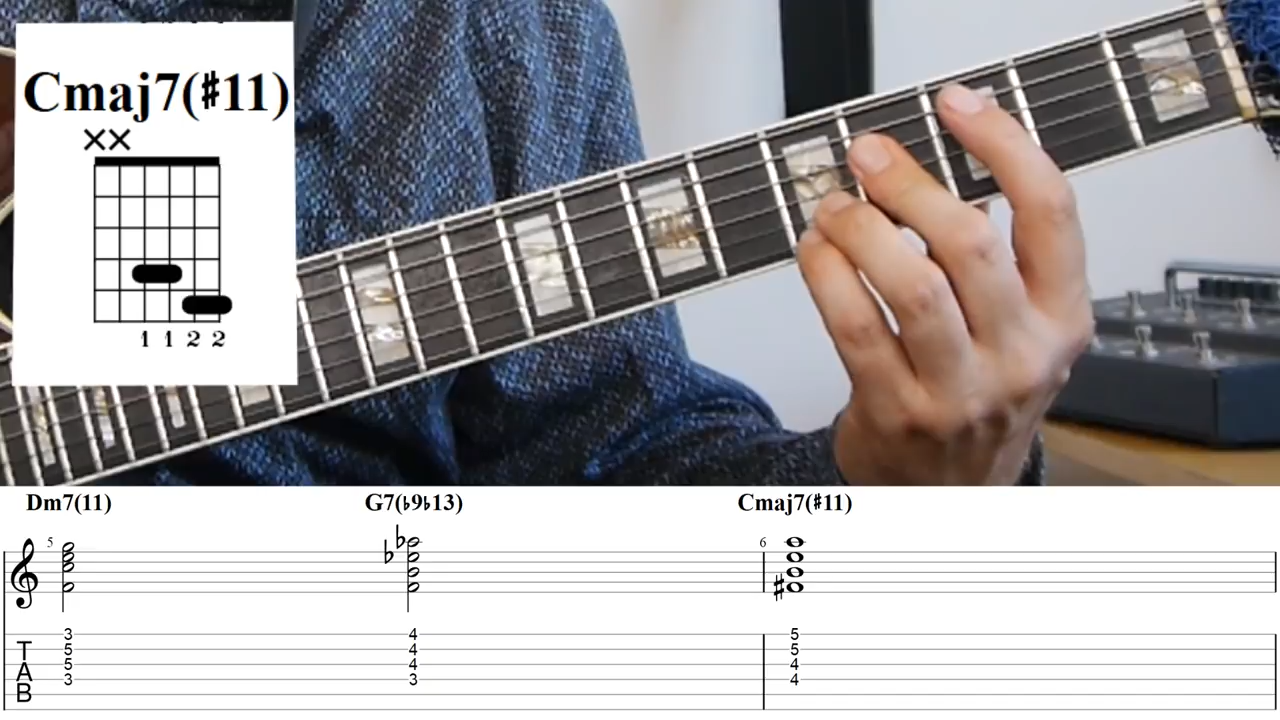 Cmaj7(♯11)
××
1 1 2 2
Dm7(11) G7(♭9♭13) Cmaj7(♯11)
5 6
3 4 5
T 5 4 5
A 5 4 4
B 3 3 4